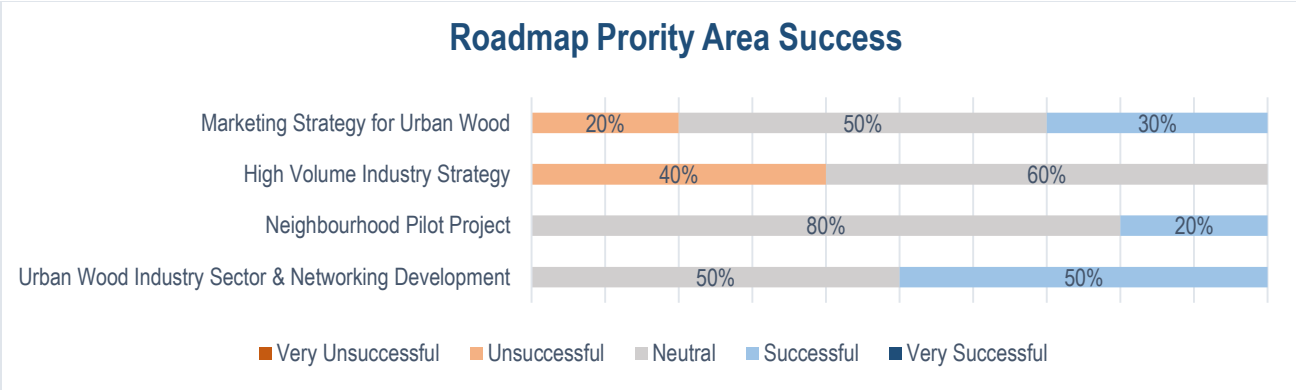 Roadmap Prority Area Success
Marketing Strategy for Urban Wood 20% 50% 30%
High Volume Industry Strategy 40% 60%
Neighbourhood Pilot Project 80% 20%
Urban Wood Industry Sector & Networking Development 50% 50%
Very Unsuccessful Unsuccessful Neutral Successful Very Successful